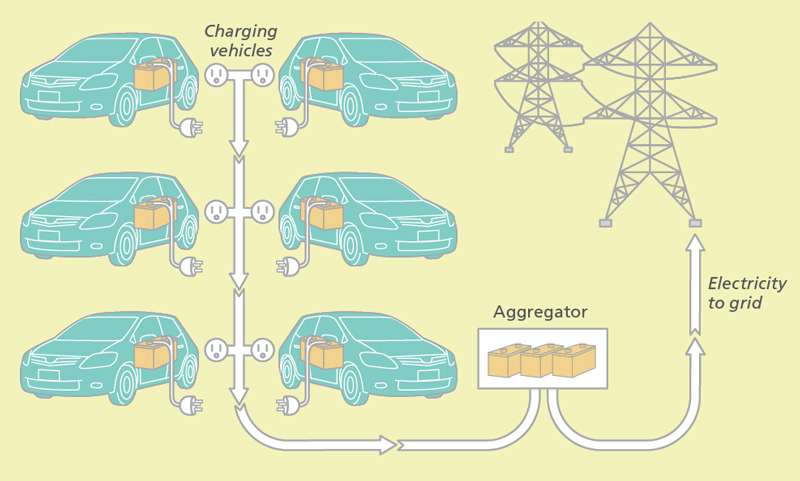 Charging
vehicles
Aggregator
Electricity
to grid